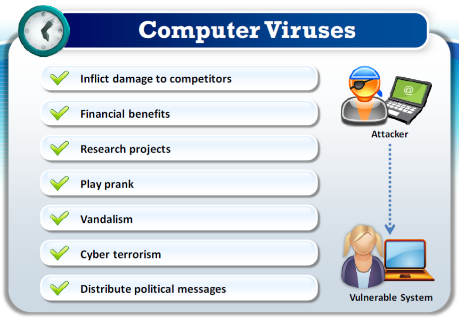 Computer Viruses
Inflict damage to competitors
Financial benefits
Research projects
Play prank
Vandalism
Cyber terrorism
Distribute political messages
@
Attacker
Vulnerable System